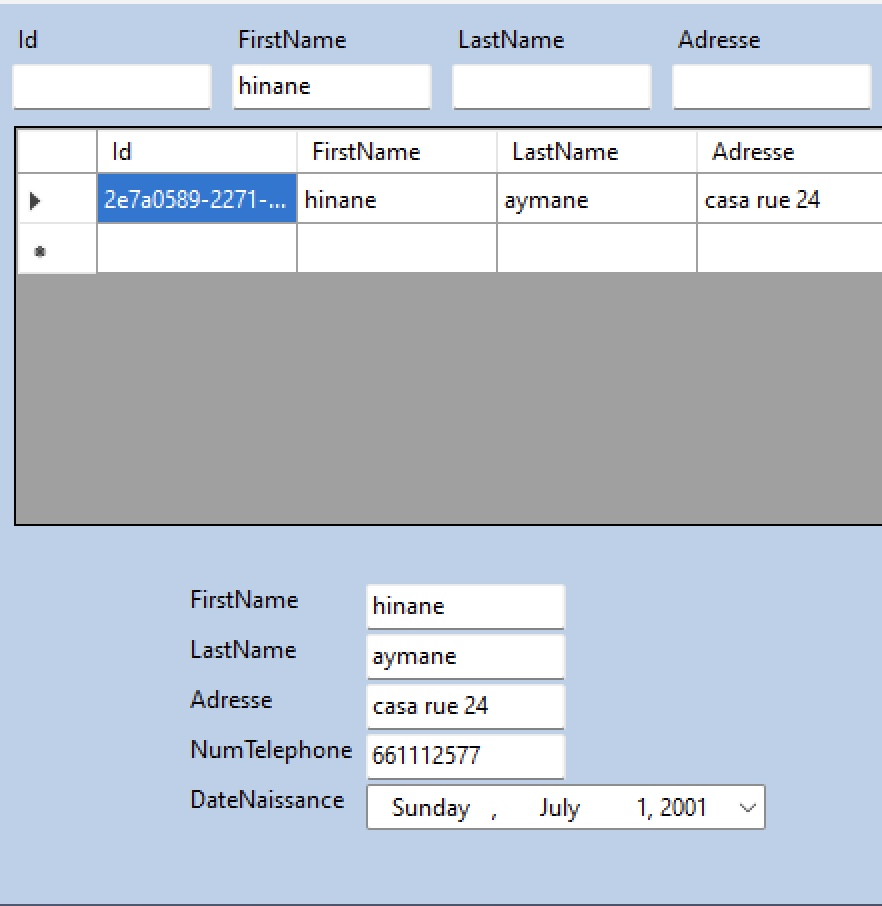 Id FirstName LastName Adresse
hinane
Id FirstName LastName Adresse
2e7a0589-2271-... hinane aymane casa rue 24
FirstName hinane
LastName aymane
Adresse casa rue 24
NumTelephone 661112577
DateNaissance Sunday , July 1, 2001